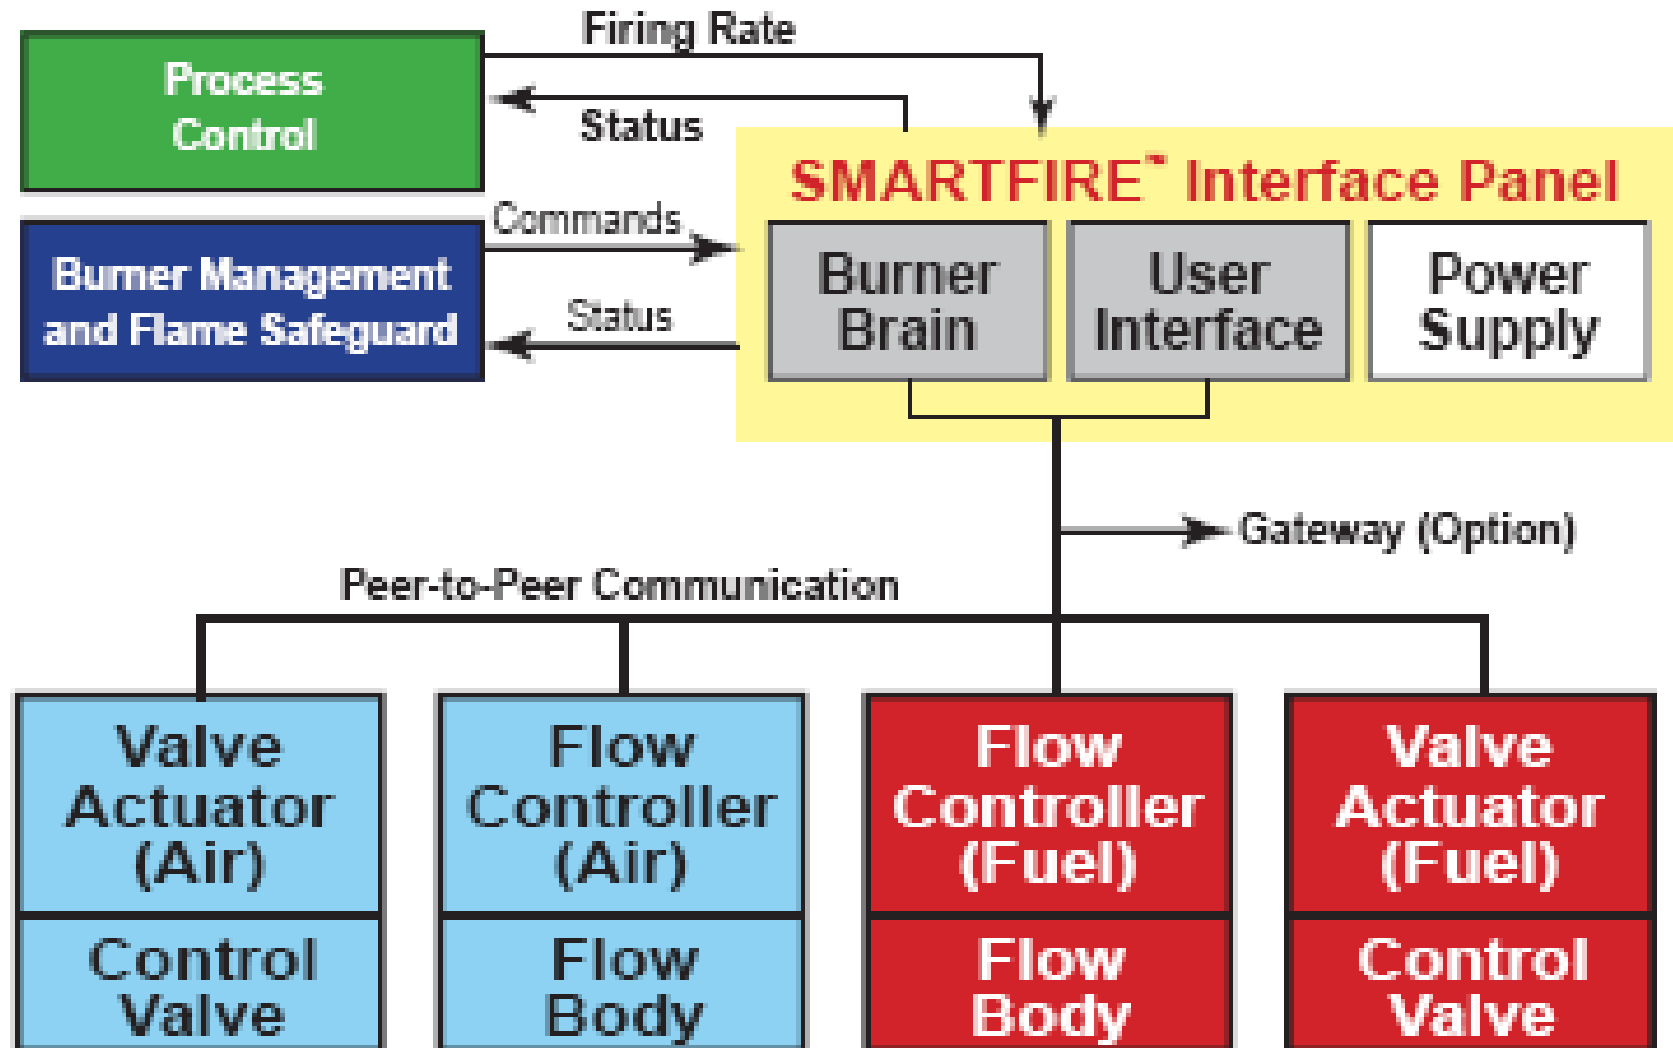 Firing Rate
Process
Control
Status
SMARTFIRE™ Interface Panel
Commands
Burner Management
and Flame Safeguard
Status
Burner
Brain
User
Interface
Power
Supply
Gateway (Option)
Peer-to-Peer Communication
Valve
Actuator
(Air)
Control
Valve
Flow
Controller
(Air)
Flow
Body
Flow
Controller
(Fuel)
Flow
Body
Valve
Actuator
(Fuel)
Control
Valve